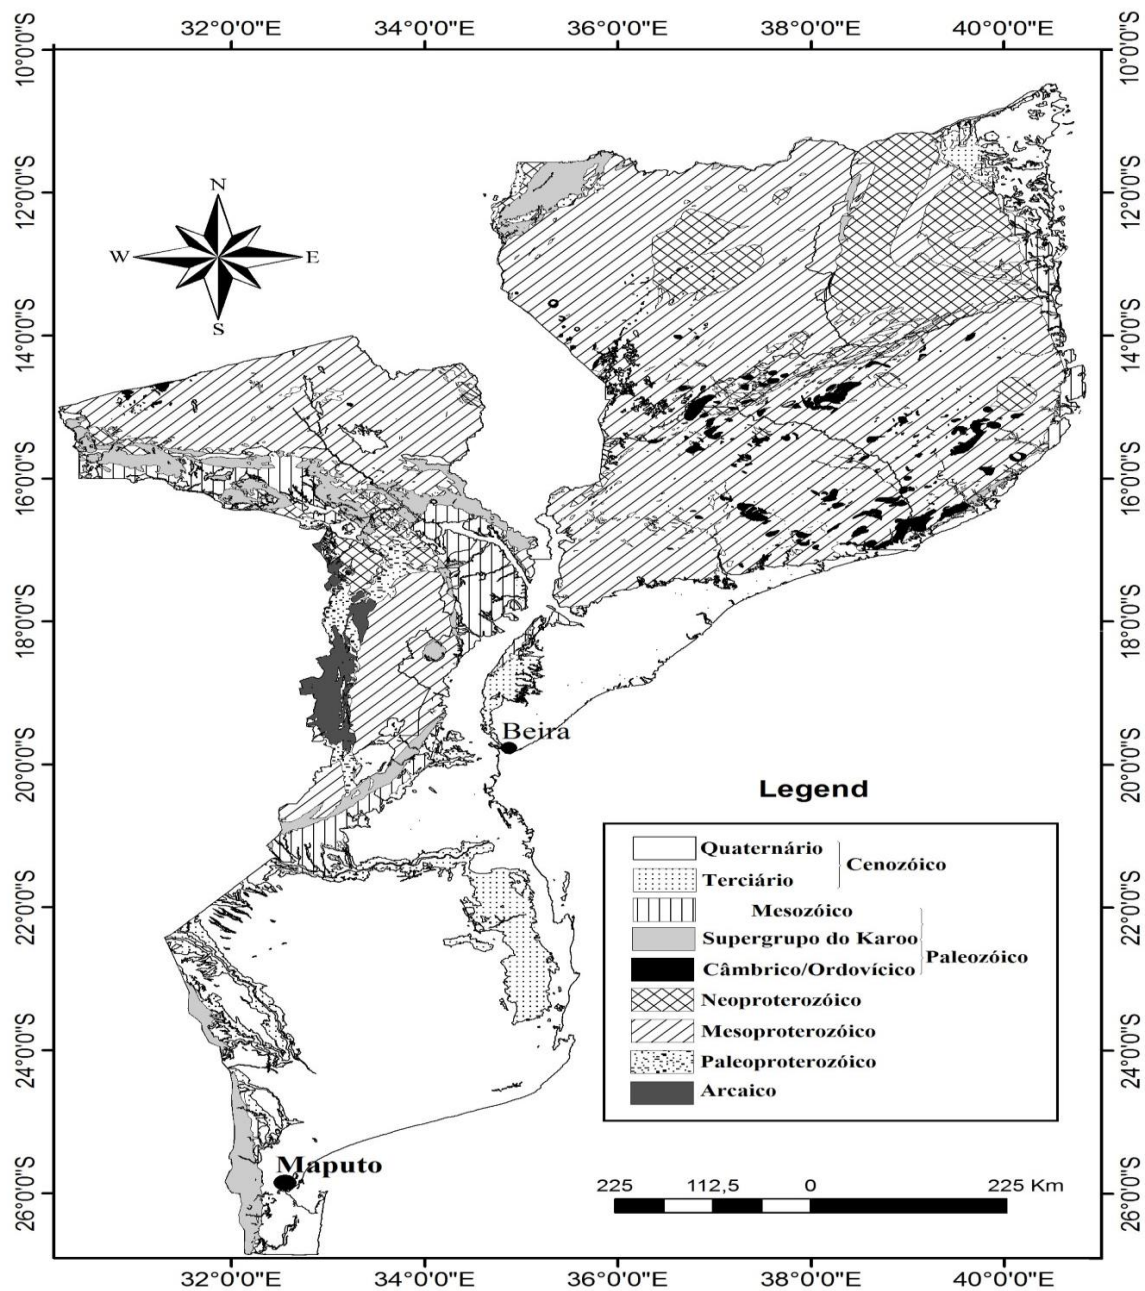 32°0'0"E 34°0'0"E 36°0'0"E 38°0'0"E 40°0'0"E
10°0'0"S 10°0'0"S
12°0'0"S 12°0'0"S
14°0'0"S 14°0'0"S
16°0'0"S 16°0'0"S
18°0'0"S 18°0'0"S
20°0'0"S 20°0'0"S
22°0'0"S 22°0'0"S
24°0'0"S 24°0'0"S
26°0'0"S 26°0'0"S
N
W E
S
Beira
Maputo
Legend
Quaternário
Cenozóico
Terciário
Mesozóico
Supergrupo do Karoo
Paleozóico
Câmbrico/Ordovícico
Neoproterozóico
Mesoproterozóico
Paleoproterozóico
Arcaico
225 112,5 0 225 Km
32°0'0"E 34°0'0"E 36°0'0"E 38°0'0"E 40°0'0"E